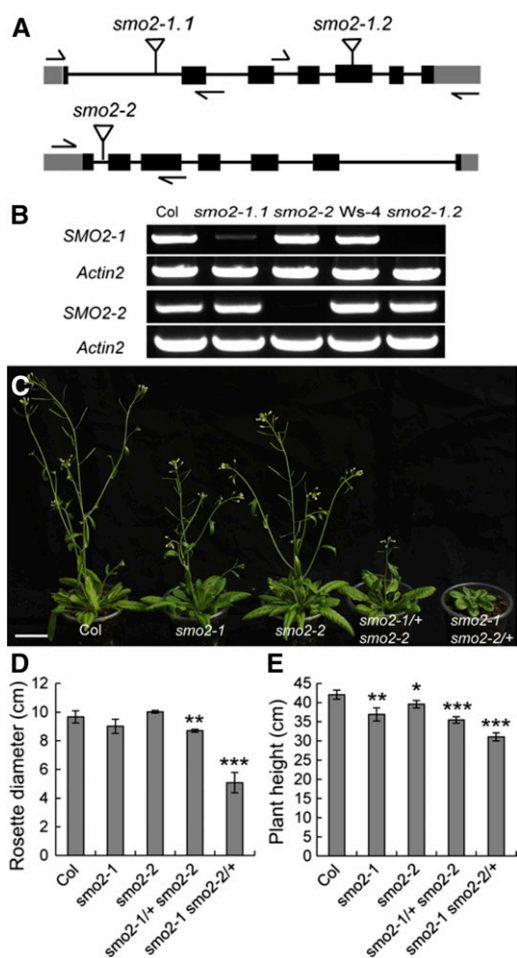 A
smo2-1.1
smo2-1.2
smo2-2
B
Col smo2-1.1 smo2-2 Ws-4 smo2-1.2
SMO2-1
Actin2
SMO2-2
Actin2
C
Col
smo2-1
smo2-2
smo2-1/+
smo2-2
smo2-1
smo2-2/+
D
Rosette diameter (cm)
12
10
8
6
4
2
0
**
***
Col
smo2-1
smo2-2
smo2-1/+ smo2-2
smo2-1 smo2-2/+
E
Plant height (cm)
45
40
35
30
25
20
15
10
5
0
**
*
***
***
Col
smo2-1
smo2-2
smo2-1/+ smo2-2
smo2-1 smo2-2/+